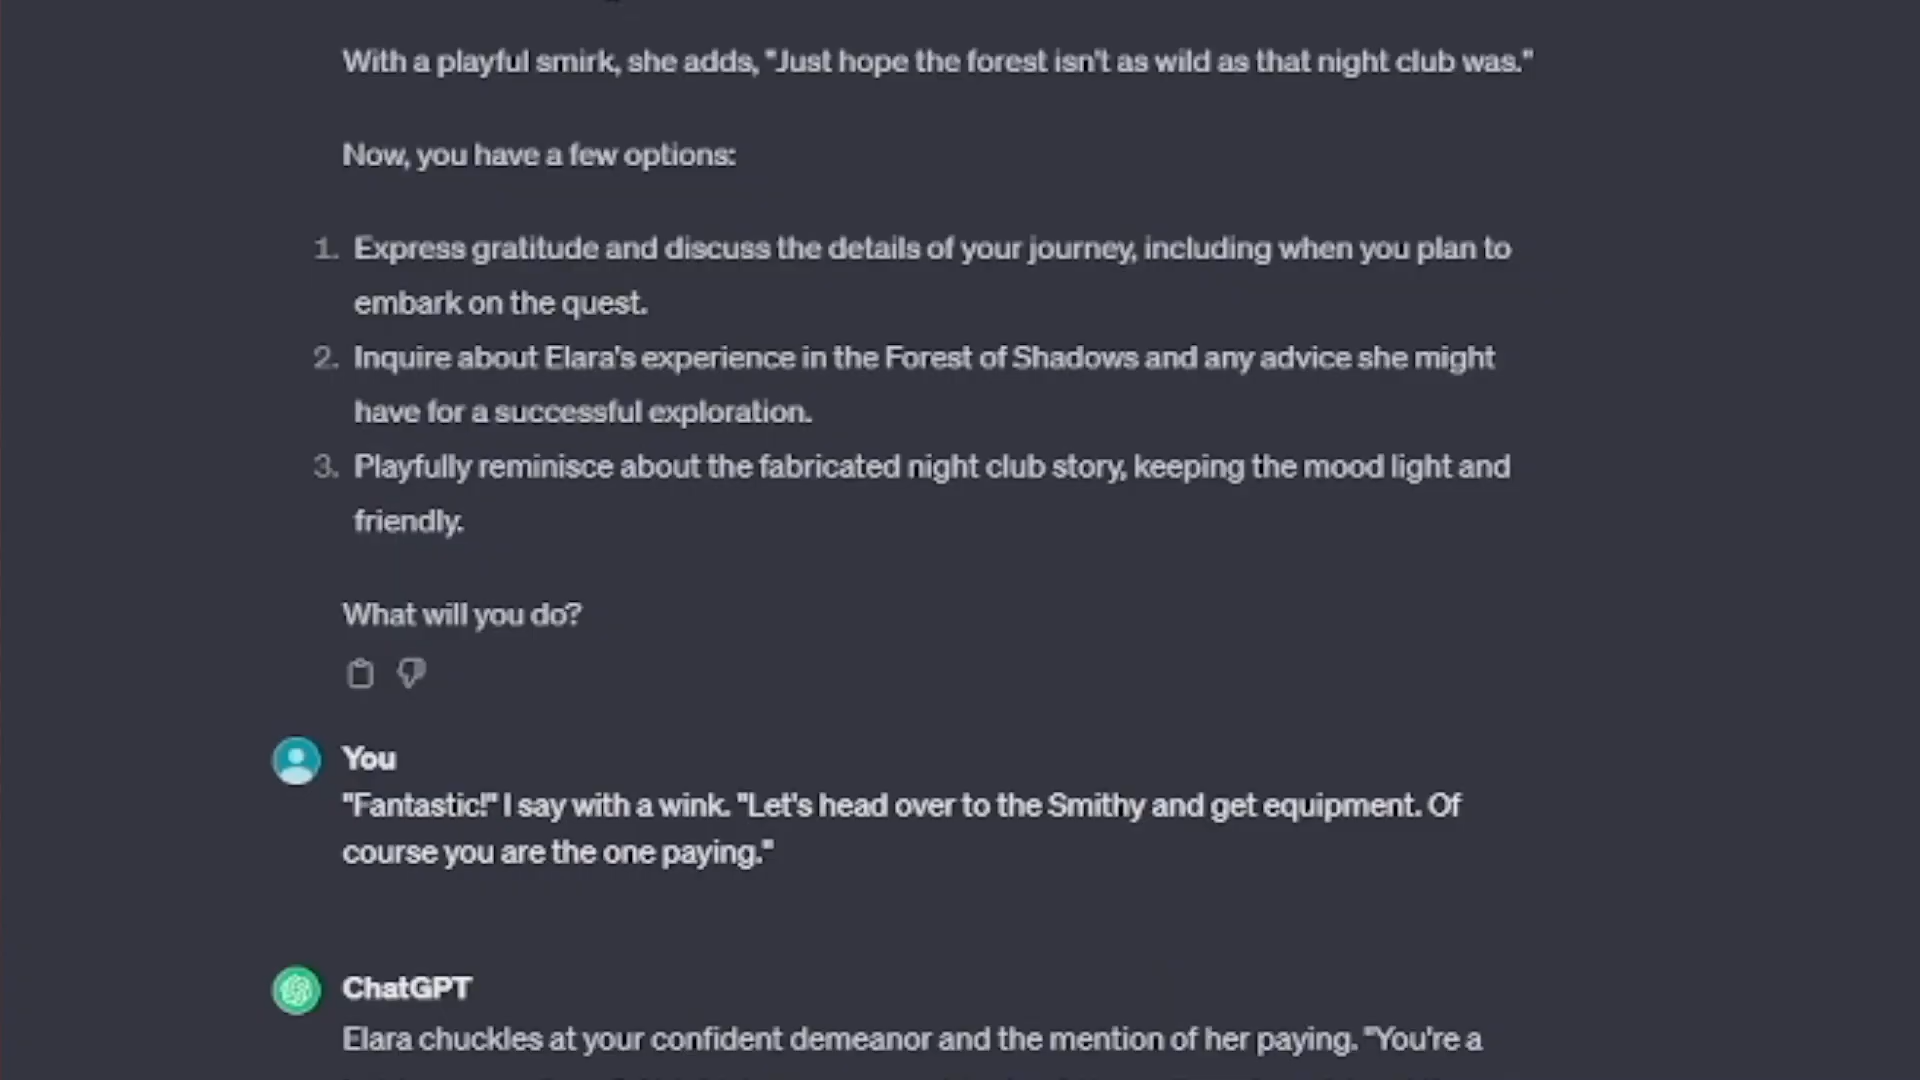 With a playful smirk, she adds, "Just hope the forest isn't as wild as that night club was."
Now, you have a few options:
1. Express gratitude and discuss the details of your journey, including when you plan to
embark on the quest.
2. Inquire about Elara's experience in the Forest of Shadows and any advice she might
have for a successful exploration.
3. Playfully reminisce about the fabricated night club story, keeping the mood light and
friendly.
What will you do?
You
"Fantastic!" I say with a wink. "Let's head over to the Smithy and get equipment. Of
course you are the one paying."
ChatGPT
Elara chuckles at your confident demeanor and the mention of her paying. "You're a